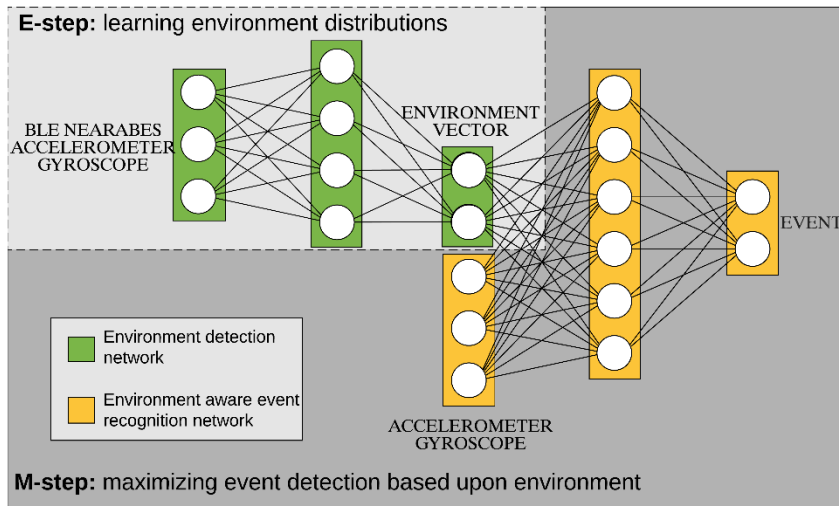 E-step: learning environment distributions
BLE NEARABES
ACCELEROMETER
GYROSCOPE
ENVIRONMENT
VECTOR
EVENT
Environment detection
network
Environment aware event
recognition network
ACCELEROMETER
GYROSCOPE
M-step: maximizing event detection based upon environment